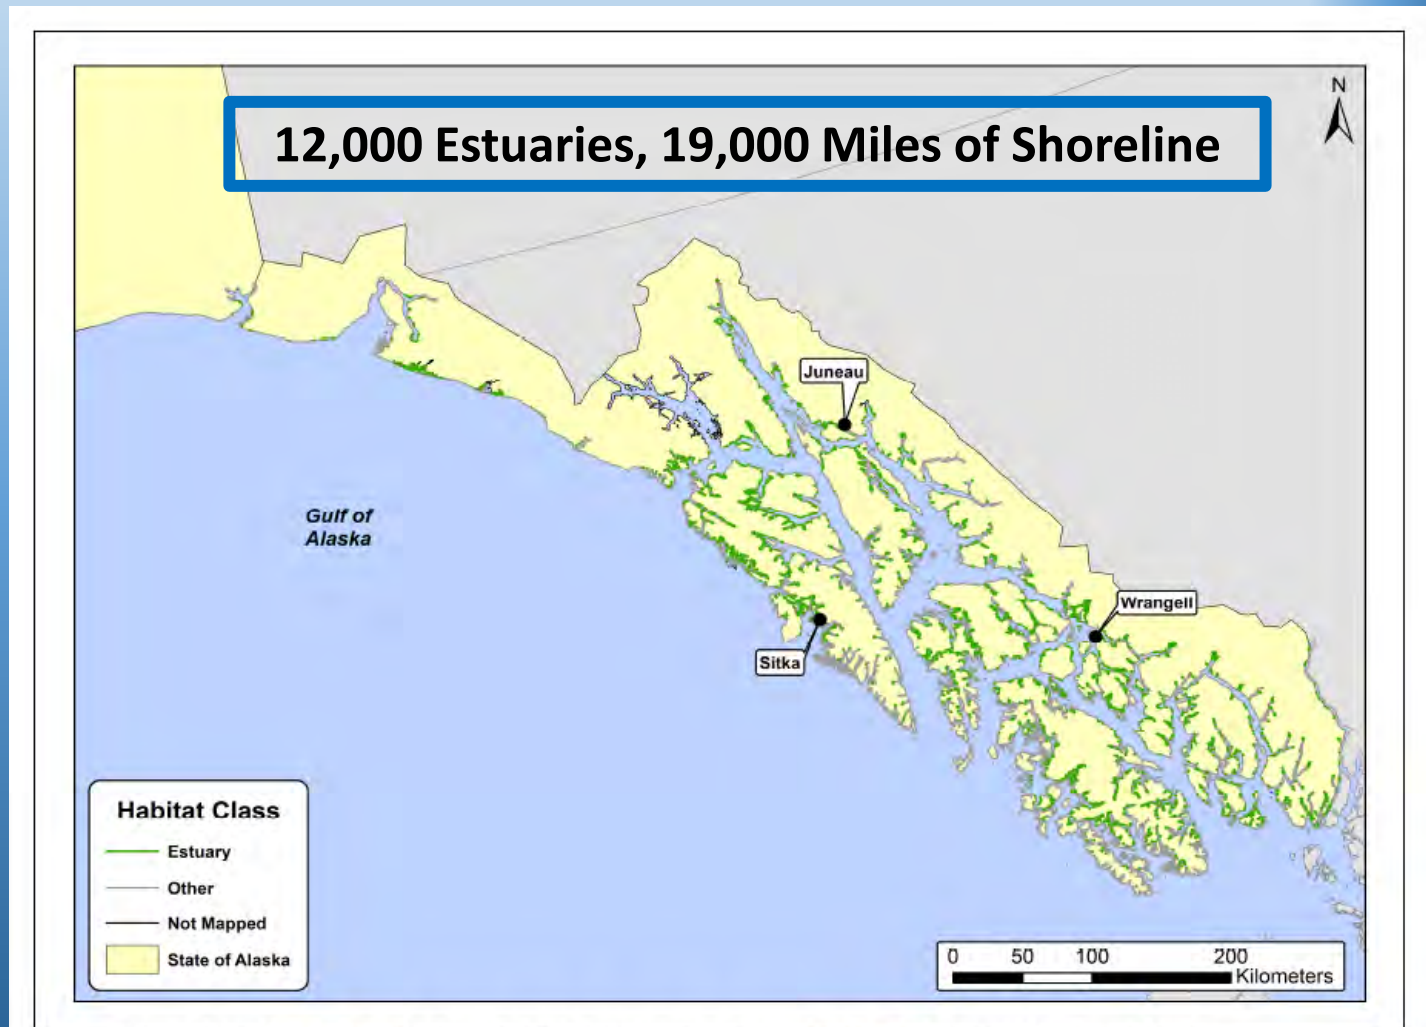 12,000 Estuaries, 19,000 Miles of Shoreline
N
Juneau
Gulf of
Alaska
Wrangell
Sitka
Habitat Class
Estuary
Other
Not Mapped
State of Alaska
0 50 100 200
Kilometers